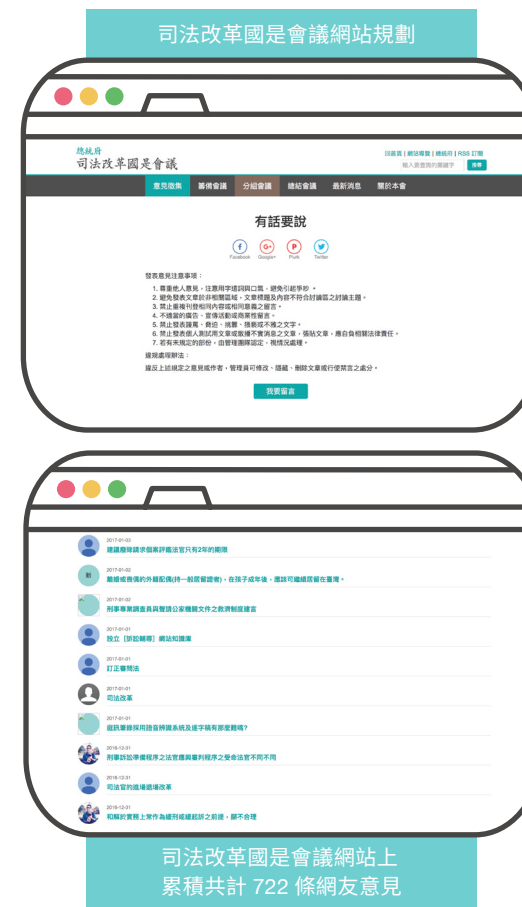 司法改革國是會議網站規劃
總統府
司法改革國是會議
回首頁 | 網站導覽 | 總統府 | RSS 訂閱
輸入要查詢的關鍵字 搜尋
意見徵集 籌備會議 分組會議 總結會議 最新消息 關於本會
有話要說
Facebook Google+ Plurk Twitter
發表意見注意事項：
1. 尊重他人意見，注意用字遣詞與口氣，避免引起爭吵。
2. 避免發表文章於非相關區域，文章標題及內容不符合討論區之討論主題。
3. 禁止重複刊登相同內容或相同意義之留言。
4. 不適當的廣告、宣傳活動或商業性留言。
5. 禁止發表謾罵、脅迫、挑釁、猥褻或不雅之文字。
6. 禁止發表個人測試用文章或散播不實消息之文章，張貼文章，應自負相關法律責任。
7. 若有未規定的部份，由管理團隊認定，視情況處理。
違規處理辦法：
違反上述規定之意見或作者，管理員可修改、隱藏、刪除文章或行使禁言之處分。
我要留言
2017-01-03
建議廢除請求個案評鑑法官只有2年的期限
新
2017-01-02
離婚或喪偶的外籍配偶(持一般居留證者)，在孩子成年後，應該可繼續居留在臺灣。
2017-01-02
刑事專業調查員與聲請公家機關文件之救濟制度建言
2017-01-01
設立［訴訟輔導］網站知識庫
2017-01-01
訂正審問法
2017-01-01
司法改革
2017-01-01
庭訊筆錄採用語音辨識系統及逐字稿有那麼難嗎?
2016-12-31
刑事訴訟準備程序之法官應與審判程序之受命法官不同不同
2016-12-31
司法官的進場退場改革
2016-12-31
和解於實務上常作為緩刑或緩起訴之前提，顯不合理
司法改革國是會議網站上
累積共計 722 條網友意見